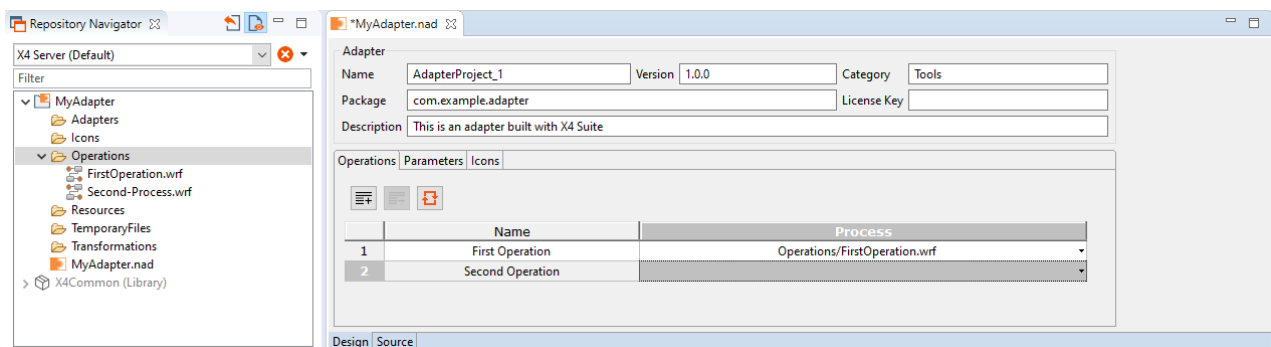 Repository Navigator
X4 Server (Default)
Filter
MyAdapter
Adapters
Icons
Operations
FirstOperation.wrf
Second-Process.wrf
Resources
TemporaryFiles
Transformations
MyAdapter.nad
X4Common (Library)
*MyAdapter.nad
Adapter
Name AdapterProject_1 Version 1.0.0 Category Tools
Package com.example.adapter License Key
Description This is an adapter built with X4 Suite
Operations Parameters Icons
Name Process
1 First Operation Operations/FirstOperation.wrf
2 Second Operation
Design Source